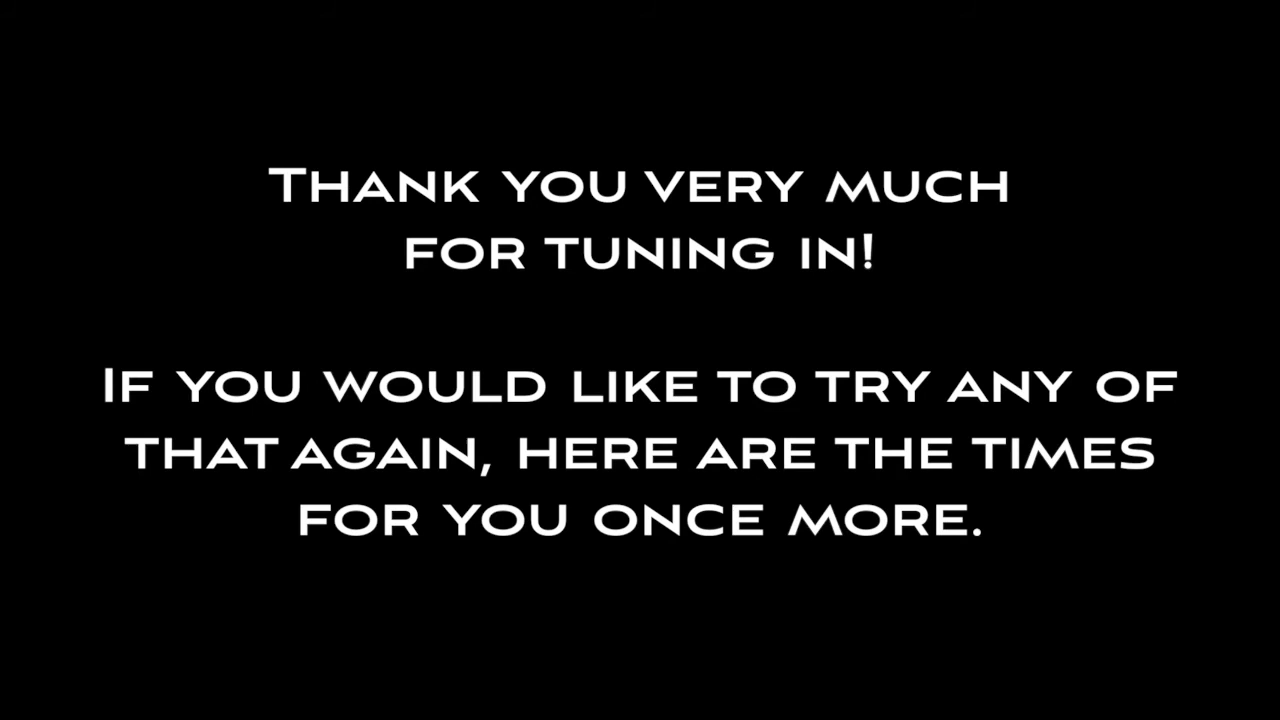 Thank you very much
for tuning in!
If you would like to try any of
that again, here are the times
for you once more.